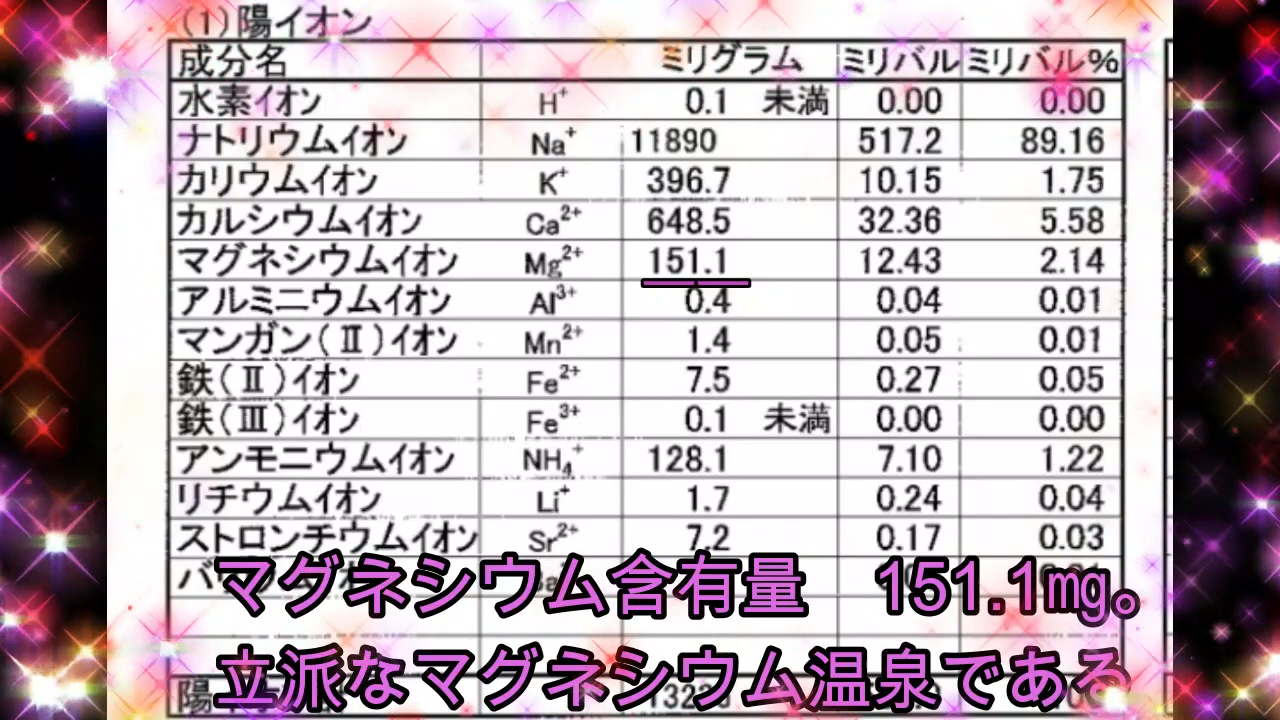 (1)陽イオン
成分名 ミリグラム ミリバル ミリバル%
水素イオン H⁺ 0.1 未満 0.00 0.00
ナトリウムイオン Na⁺ 11890 517.2 89.16
カリウムイオン K⁺ 396.7 10.15 1.75
カルシウムイオン Ca²⁺ 648.5 32.36 5.58
マグネシウムイオン Mg²⁺ 151.1 12.43 2.14
アルミニウムイオン Al³⁺ 0.4 0.04 0.01
マンガン(Ⅱ)イオン Mn²⁺ 1.4 0.05 0.01
鉄(Ⅱ)イオン Fe²⁺ 7.5 0.27 0.05
鉄(Ⅲ)イオン Fe³⁺ 0.1 未満 0.00 0.00
アンモニウムイオン NH₄⁺ 128.1 7.10 1.22
リチウムイオン Li⁺ 1.7 0.24 0.04
ストロンチウムイオン Sr²⁺ 7.2 0.17 0.03
マグネシウム含有量 151.1㎎。
立派なマグネシウム温泉である